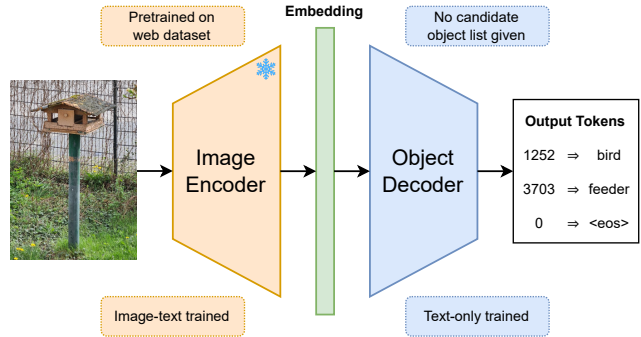 Pretrained on
web dataset
Embedding
No candidate
object list given
Image
Encoder
Object
Decoder
Output Tokens
1252 ⇒ bird
3703 ⇒ feeder
0 ⇒ <eos>
Image-text trained
Text-only trained